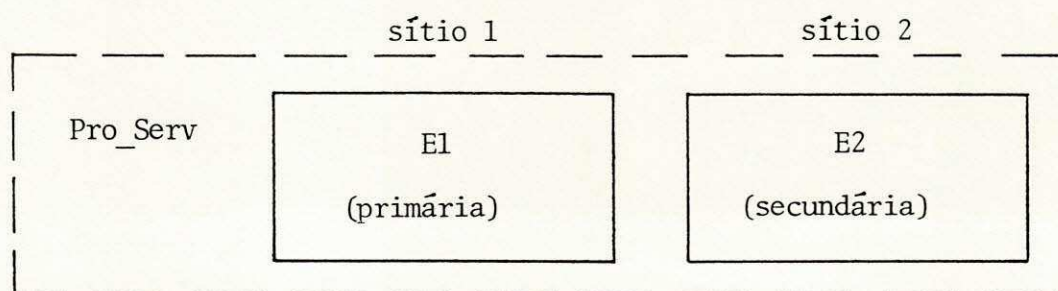 sítio 1 sítio 2
Pro_Serv E1 E2
(primária) (secundária)